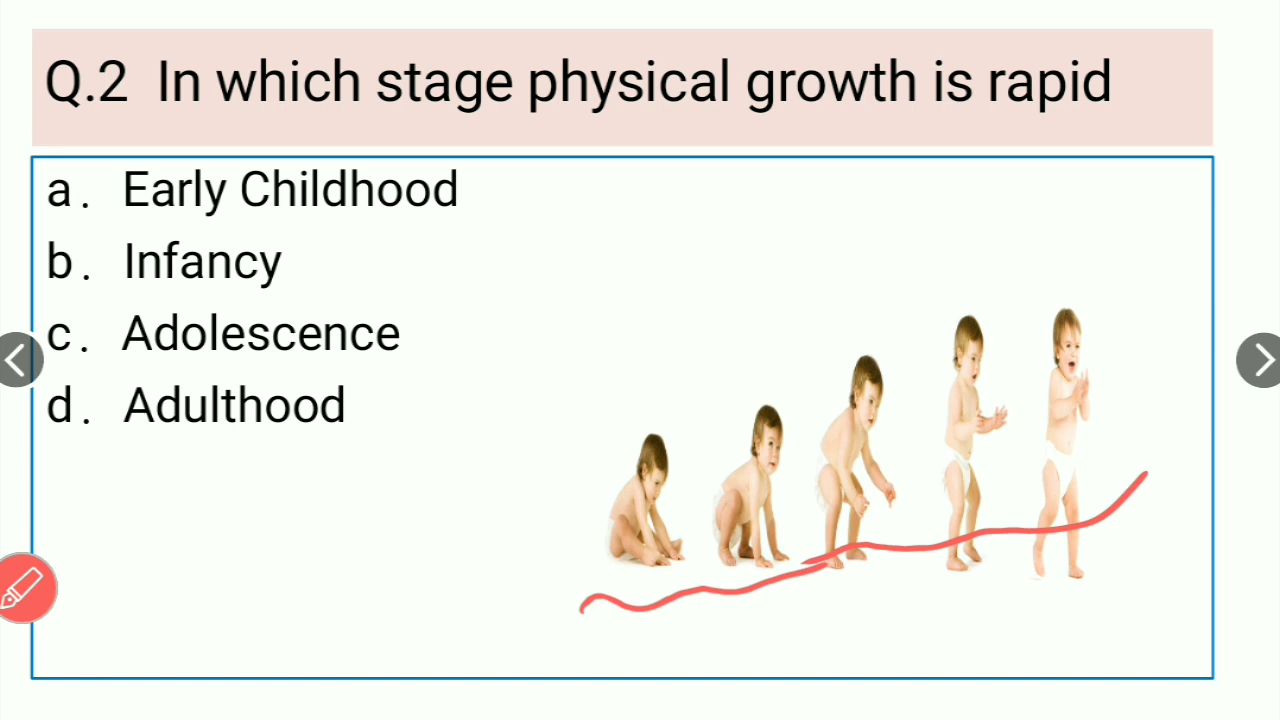 Q.2 In which stage physical growth is rapid
a. Early Childhood
b. Infancy
c. Adolescence
d. Adulthood